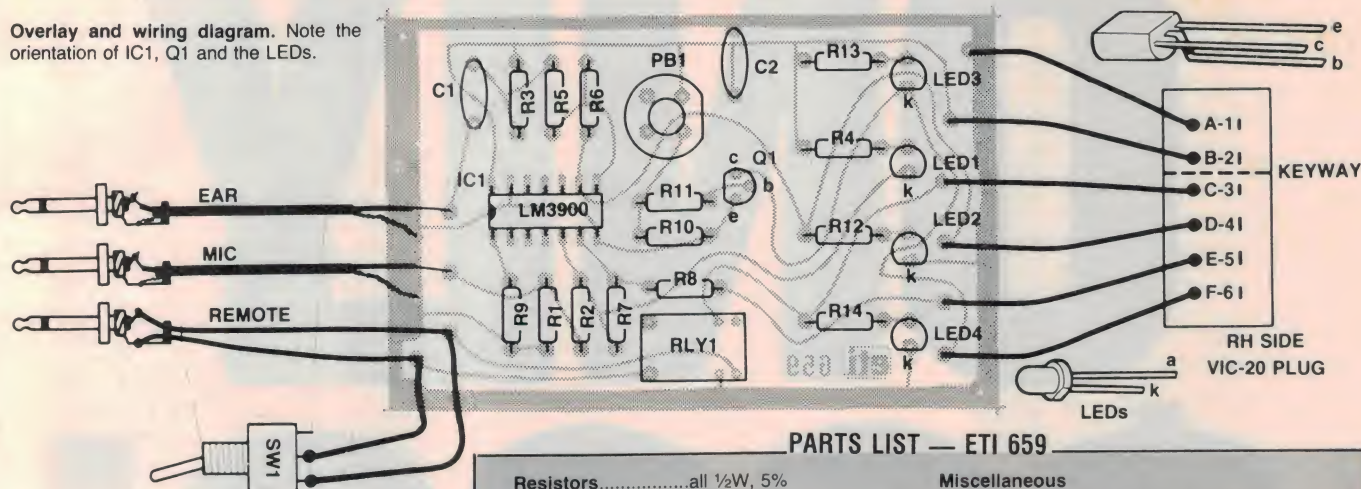 Overlay and wiring diagram. Note the
orientation of IC1, Q1 and the LEDs.
e
c
b
C1
R3
R5
R6
PB1
C2
R13
LED3
k
A-1
B-2
KEYWAY
C-3
D-4
E-5
F-6
RH SIDE
VIC-20 PLUG
R4
LED1
k
c
Q1
b
e
IC1
LM3900
R11
R10
R12
LED2
k
EAR
MIC
REMOTE
R9
R1
R2
R7
R8
RLY1
R14
LED4
k
eti 659
a
k
LEDs
SW1
PARTS LIST — ETI 659
Resistors................all ½W, 5%
Miscellaneous